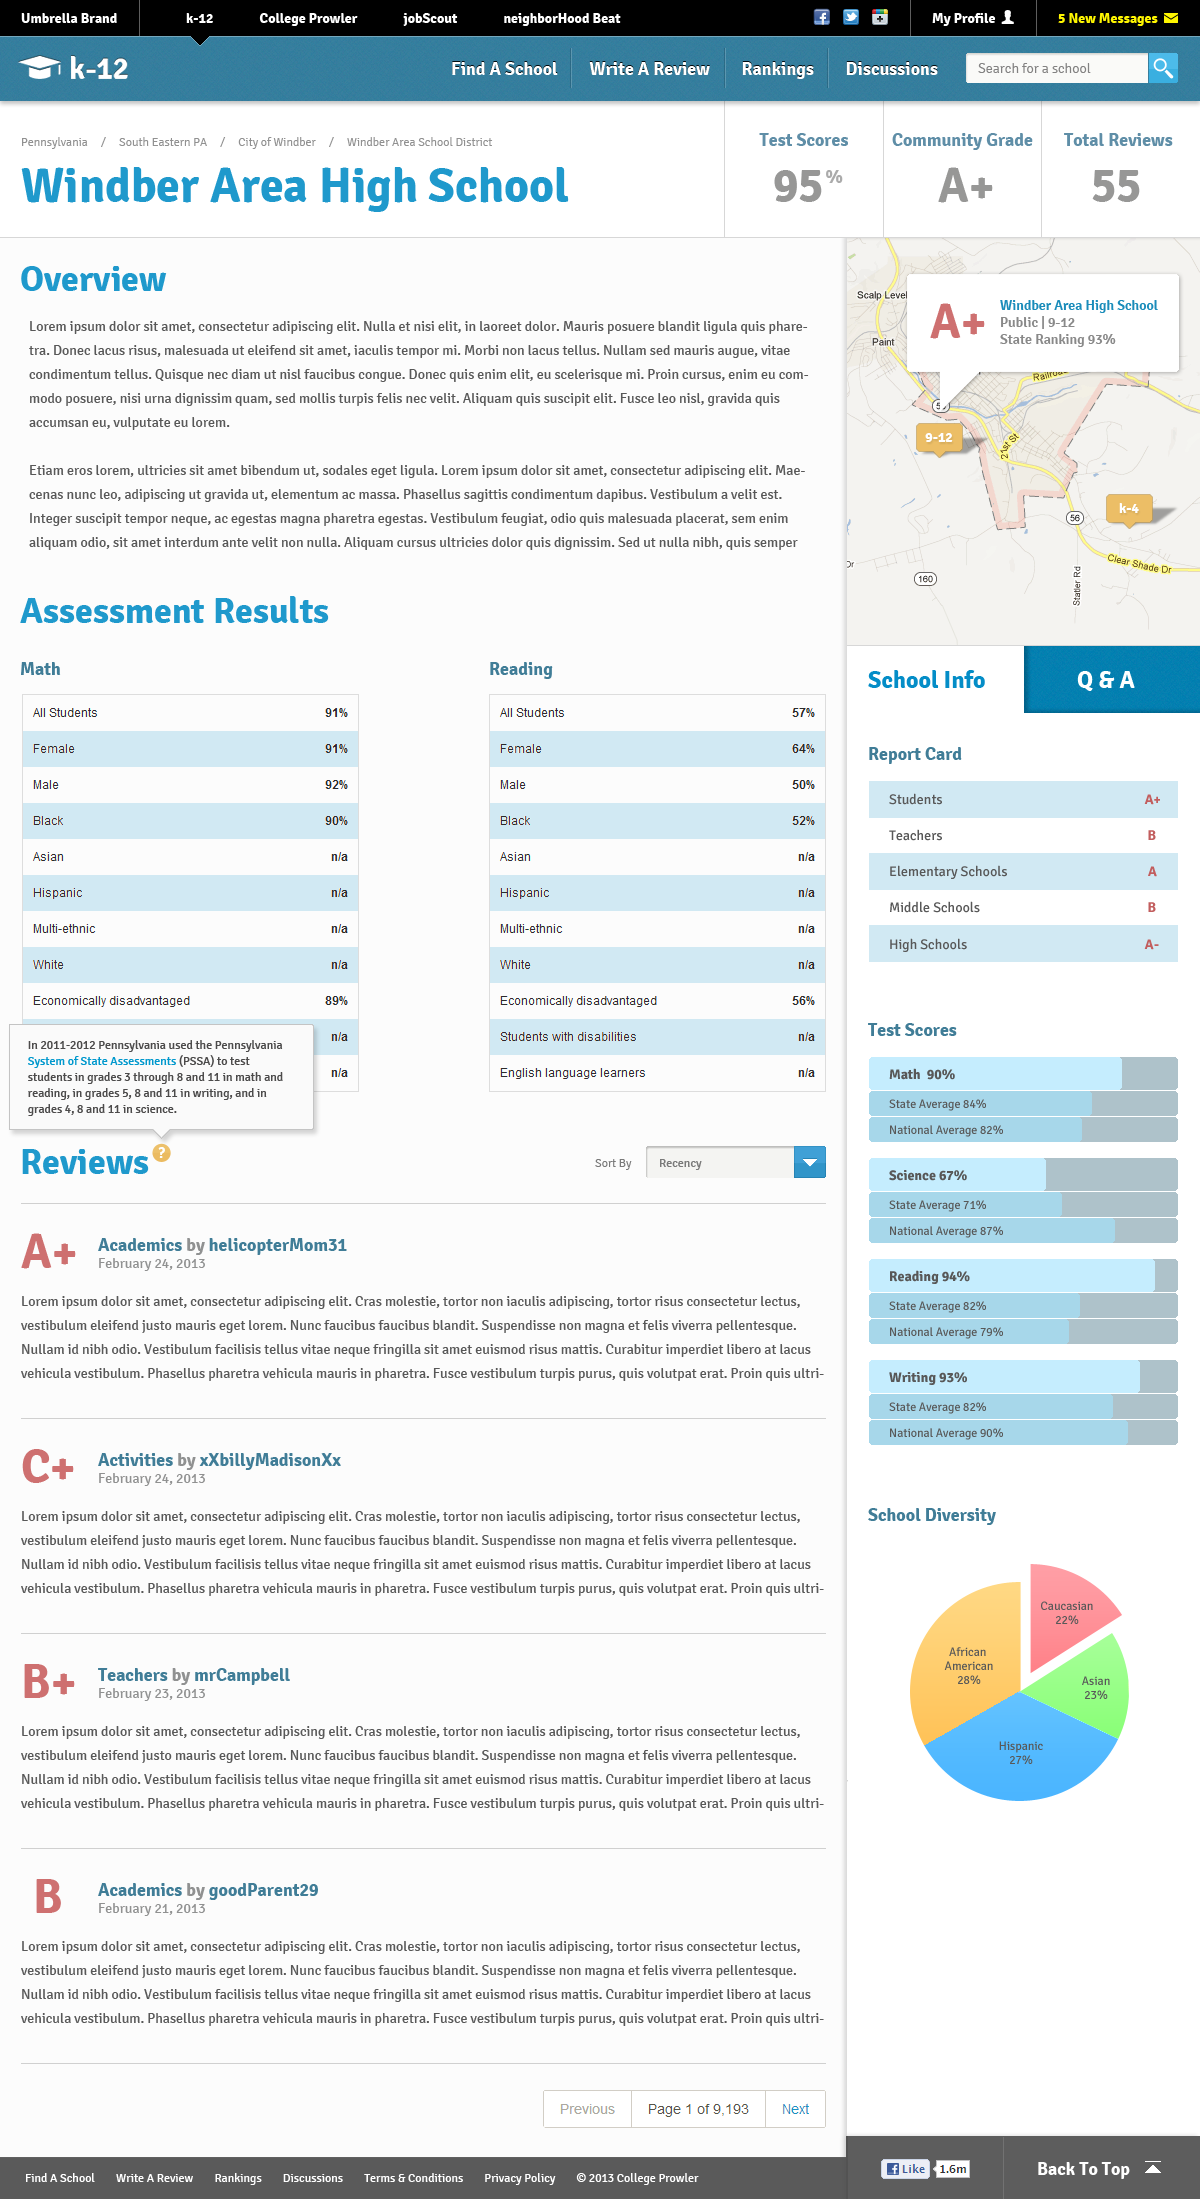 Umbrella Brand
k-12
College Prowler
jobScout
neighborHood Beat
My Profile
5 New Messages
k-12
Find A School
Write A Review
Rankings
Discussions
Search for a school
Pennsylvania / South Eastern PA / City of Windber / Windber Area School District
Windber Area High School
Test Scores
95%
Community Grade
A+
Total Reviews
55
Overview
Lorem ipsum dolor sit amet, consectetur adipiscing elit. Nulla et nisi elit, in laoreet dolor. Mauris posuere blandit ligula quis phare-
tra. Donec lacus risus, malesuada ut eleifend sit amet, iaculis tempor mi. Morbi non lacus tellus. Nullam sed mauris augue, vitae
condimentum tellus. Quisque nec diam ut nisl faucibus congue. Donec quis enim elit, eu scelerisque mi. Proin cursus, enim eu com-
modo posuere, nisi urna dignissim quam, sed mollis turpis felis nec velit. Aliquam quis suscipit elit. Fusce leo nisl, gravida quis
accumsan eu, vulputate eu lorem.
Etiam eros lorem, ultricies sit amet bibendum ut, sodales eget ligula. Lorem ipsum dolor sit amet, consectetur adipiscing elit. Mae-
cenas nunc leo, adipiscing ut gravida ut, elementum ac massa. Phasellus sagittis condimentum dapibus. Vestibulum a velit est.
Integer suscipit tempor neque, ac egestas magna pharetra egestas. Vestibulum feugiat, odio quis malesuada placerat, sem enim
aliquam odio, sit amet interdum ante velit non nulla. Aliquam cursus ultricies dolor quis dignissim. Sed ut nulla nibh, quis semper
Assessment Results
Math
All Students 91%
Female 91%
Male 92%
Black 90%
Asian n/a
Hispanic n/a
Multi-ethnic n/a
White n/a
Economically disadvantaged 89%
n/a
n/a
Reading
All Students 57%
Female 64%
Male 50%
Black 52%
Asian n/a
Hispanic n/a
Multi-ethnic n/a
White n/a
Economically disadvantaged 56%
Students with disabilities n/a
English language learners n/a
In 2011-2012 Pennsylvania used the Pennsylvania
System of State Assessments (PSSA) to test
students in grades 3 through 8 and 11 in math and
reading, in grades 5, 8 and 11 in writing, and in
grades 4, 8 and 11 in science.
Reviews ?
Sort By Recency
A+
Academics by helicopterMom31
February 24, 2013
Lorem ipsum dolor sit amet, consectetur adipiscing elit. Cras molestie, tortor non iaculis adipiscing, tortor risus consectetur lectus,
vestibulum eleifend justo mauris eget lorem. Nunc faucibus faucibus blandit. Suspendisse non magna et felis viverra pellentesque.
Nullam id nibh odio. Vestibulum facilisis tellus vitae neque fringilla sit amet euismod risus mattis. Curabitur imperdiet libero at lacus
vehicula vestibulum. Phasellus pharetra vehicula mauris in pharetra. Fusce vestibulum turpis purus, quis volutpat erat. Proin quis ultri-
C+
Activities by xXbillyMadisonXx
February 24, 2013
Lorem ipsum dolor sit amet, consectetur adipiscing elit. Cras molestie, tortor non iaculis adipiscing, tortor risus consectetur lectus,
vestibulum eleifend justo mauris eget lorem. Nunc faucibus faucibus blandit. Suspendisse non magna et felis viverra pellentesque.
Nullam id nibh odio. Vestibulum facilisis tellus vitae neque fringilla sit amet euismod risus mattis. Curabitur imperdiet libero at lacus
vehicula vestibulum. Phasellus pharetra vehicula mauris in pharetra. Fusce vestibulum turpis purus, quis volutpat erat. Proin quis ultri-
B+
Teachers by mrCampbell
February 23, 2013
Lorem ipsum dolor sit amet, consectetur adipiscing elit. Cras molestie, tortor non iaculis adipiscing, tortor risus consectetur lectus,
vestibulum eleifend justo mauris eget lorem. Nunc faucibus faucibus blandit. Suspendisse non magna et felis viverra pellentesque.
Nullam id nibh odio. Vestibulum facilisis tellus vitae neque fringilla sit amet euismod risus mattis. Curabitur imperdiet libero at lacus
vehicula vestibulum. Phasellus pharetra vehicula mauris in pharetra. Fusce vestibulum turpis purus, quis volutpat erat. Proin quis ultri-
B
Academics by goodParent29
February 21, 2013
Lorem ipsum dolor sit amet, consectetur adipiscing elit. Cras molestie, tortor non iaculis adipiscing, tortor risus consectetur lectus,
vestibulum eleifend justo mauris eget lorem. Nunc faucibus faucibus blandit. Suspendisse non magna et felis viverra pellentesque.
Nullam id nibh odio. Vestibulum facilisis tellus vitae neque fringilla sit amet euismod risus mattis. Curabitur imperdiet libero at lacus
vehicula vestibulum. Phasellus pharetra vehicula mauris in pharetra. Fusce vestibulum turpis purus, quis volutpat erat. Proin quis ultri-
Previous
Page 1 of 9,193
Next
Scalp Level
Paint
A+
Windber Area High School
Public | 9-12
State Ranking 93%
9-12
21st St
k-4
56
Clear Shade Dr
Dr
160
Statler Rd
School Info
Q & A
Report Card
Students A+
Teachers B
Elementary Schools A
Middle Schools B
High Schools A-
Test Scores
Math 90%
State Average 84%
National Average 82%
Science 67%
State Average 71%
National Average 87%
Reading 94%
State Average 82%
National Average 79%
Writing 93%
State Average 82%
National Average 90%
School Diversity
Caucasian
22%
African
American
28%
Asian
23%
Hispanic
27%
Find A School
Write A Review
Rankings
Discussions
Terms & Conditions
Privacy Policy
© 2013 College Prowler
Like 1.6m
Back To Top